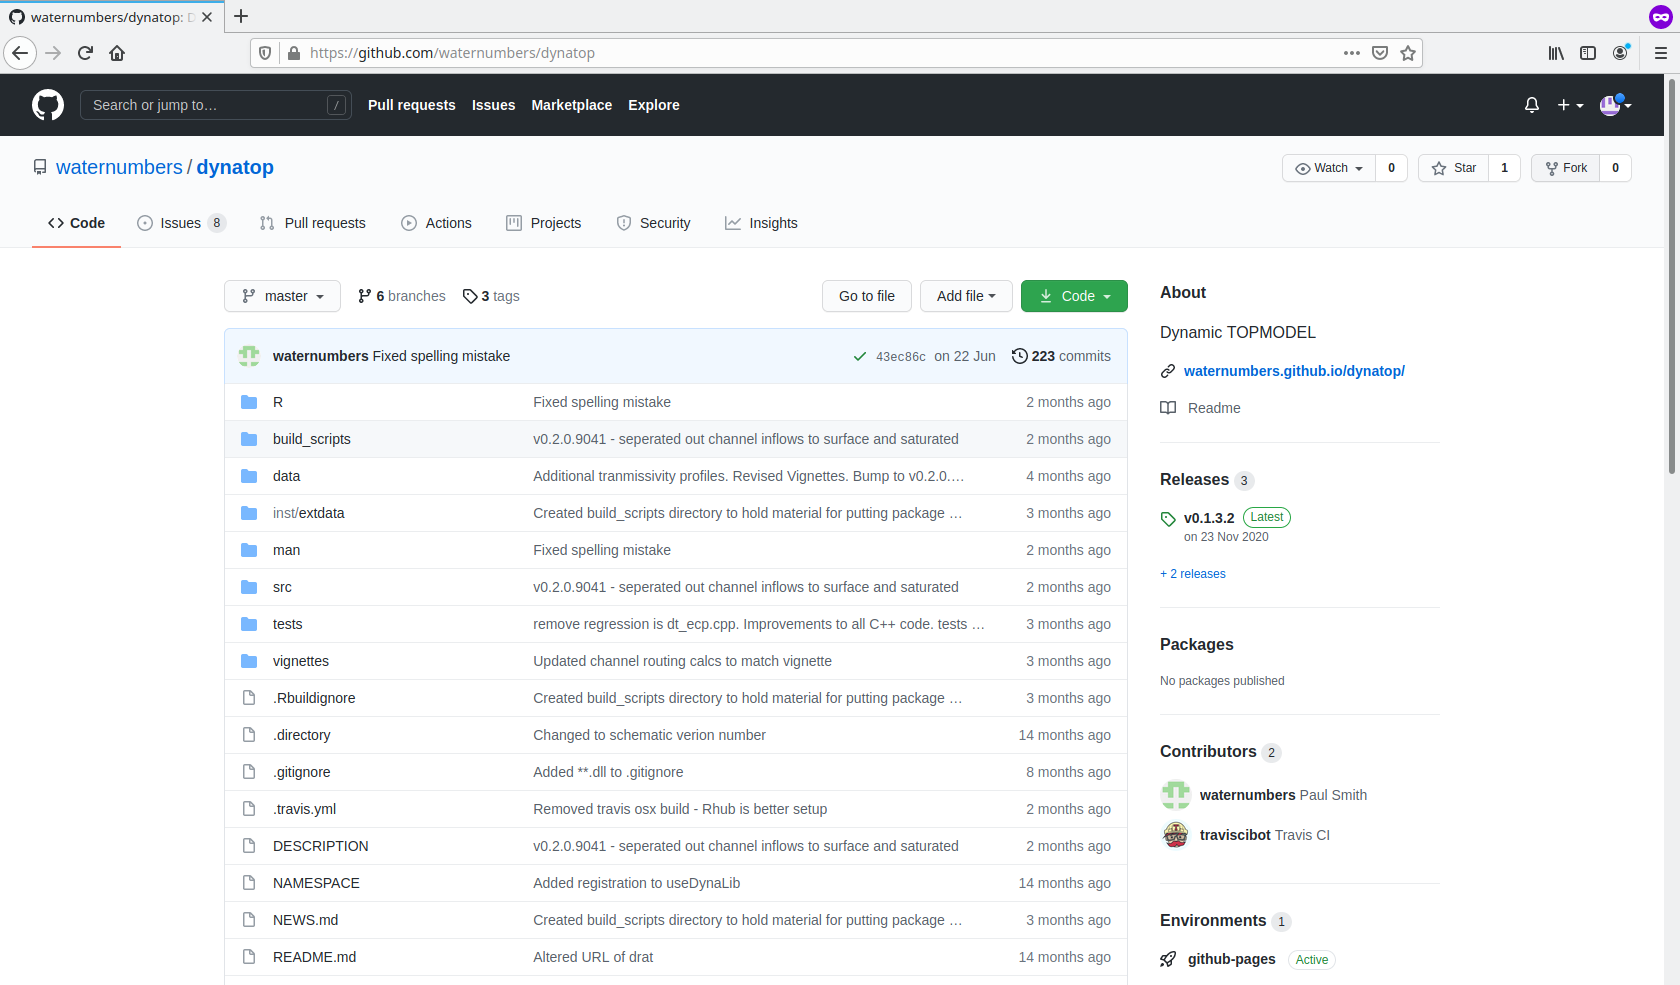 waternumbers/dynatop: D
https://github.com/waternumbers/dynatop
Search or jump to… /
Pull requests Issues Marketplace Explore
waternumbers / dynatop
Watch 0 Star 1 Fork 0
Code Issues 8 Pull requests Actions Projects Security Insights
master 6 branches 3 tags Go to file Add file Code
waternumbers Fixed spelling mistake 43ec86c on 22 Jun 223 commits
R Fixed spelling mistake 2 months ago
build_scripts v0.2.0.9041 - seperated out channel inflows to surface and saturated 2 months ago
data Additional tranmissivity profiles. Revised Vignettes. Bump to v0.2.0.… 4 months ago
inst/extdata Created build_scripts directory to hold material for putting package … 3 months ago
man Fixed spelling mistake 2 months ago
src v0.2.0.9041 - seperated out channel inflows to surface and saturated 2 months ago
tests remove regression is dt_ecp.cpp. Improvements to all C++ code. tests … 3 months ago
vignettes Updated channel routing calcs to match vignette 3 months ago
.Rbuildignore Created build_scripts directory to hold material for putting package … 3 months ago
.directory Changed to schematic verion number 14 months ago
.gitignore Added **.dll to .gitignore 8 months ago
.travis.yml Removed travis osx build - Rhub is better setup 2 months ago
DESCRIPTION v0.2.0.9041 - seperated out channel inflows to surface and saturated 2 months ago
NAMESPACE Added registration to useDynaLib 14 months ago
NEWS.md Created build_scripts directory to hold material for putting package … 3 months ago
README.md Altered URL of drat 14 months ago
About
Dynamic TOPMODEL
waternumbers.github.io/dynatop/
Readme
Releases 3
v0.1.3.2 Latest
on 23 Nov 2020
+ 2 releases
Packages
No packages published
Contributors 2
waternumbers Paul Smith
traviscibot Travis CI
Environments 1
github-pages Active